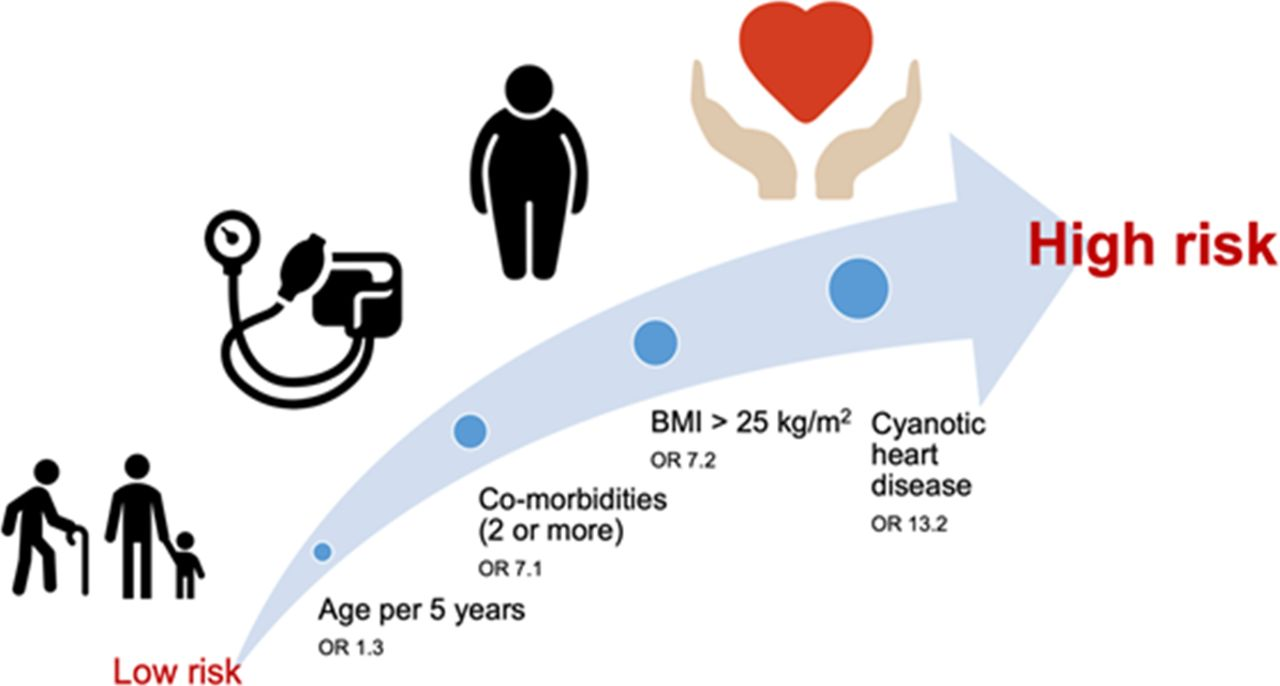 High risk
BMI > 25 kg/m²
OR 7.2
Cyanotic
heart
disease
OR 13.2
Co-morbidities
(2 or more)
OR 7.1
Age per 5 years
OR 1.3
Low risk